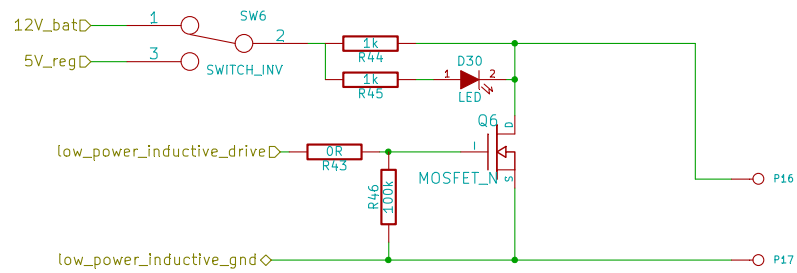 SW6
12V_bat 1
2
5V_reg 3
SWITCH_INV
1k
R44
D30
1k 1 2
R45 LED
Q6 D
low_power_inductive_drive 0R I
R43
MOSFET_N S
P16
R46 100k
low_power_inductive_gnd P17